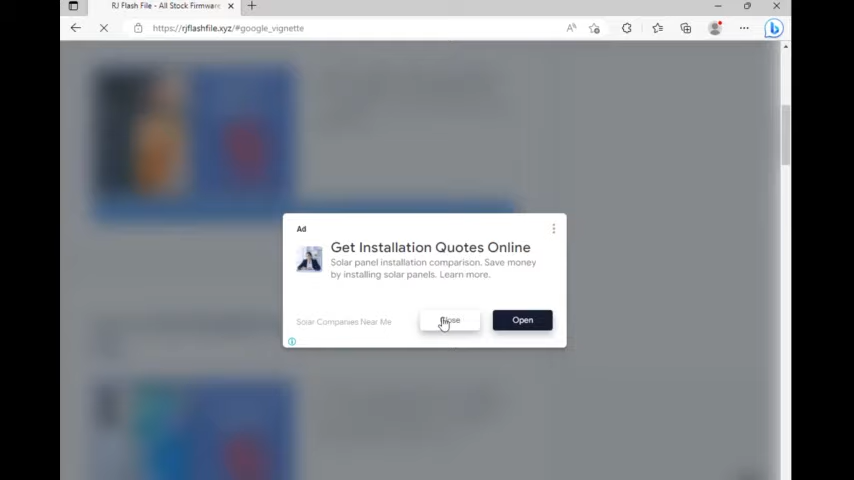 RJ Flash File - All Stock Firmware
https://rjflashfile.xyz/#google_vignette
Ad
Get Installation Quotes Online
Solar panel installation comparison. Save money
by installing solar panels. Learn more.
Solar Companies Near Me
Close
Open